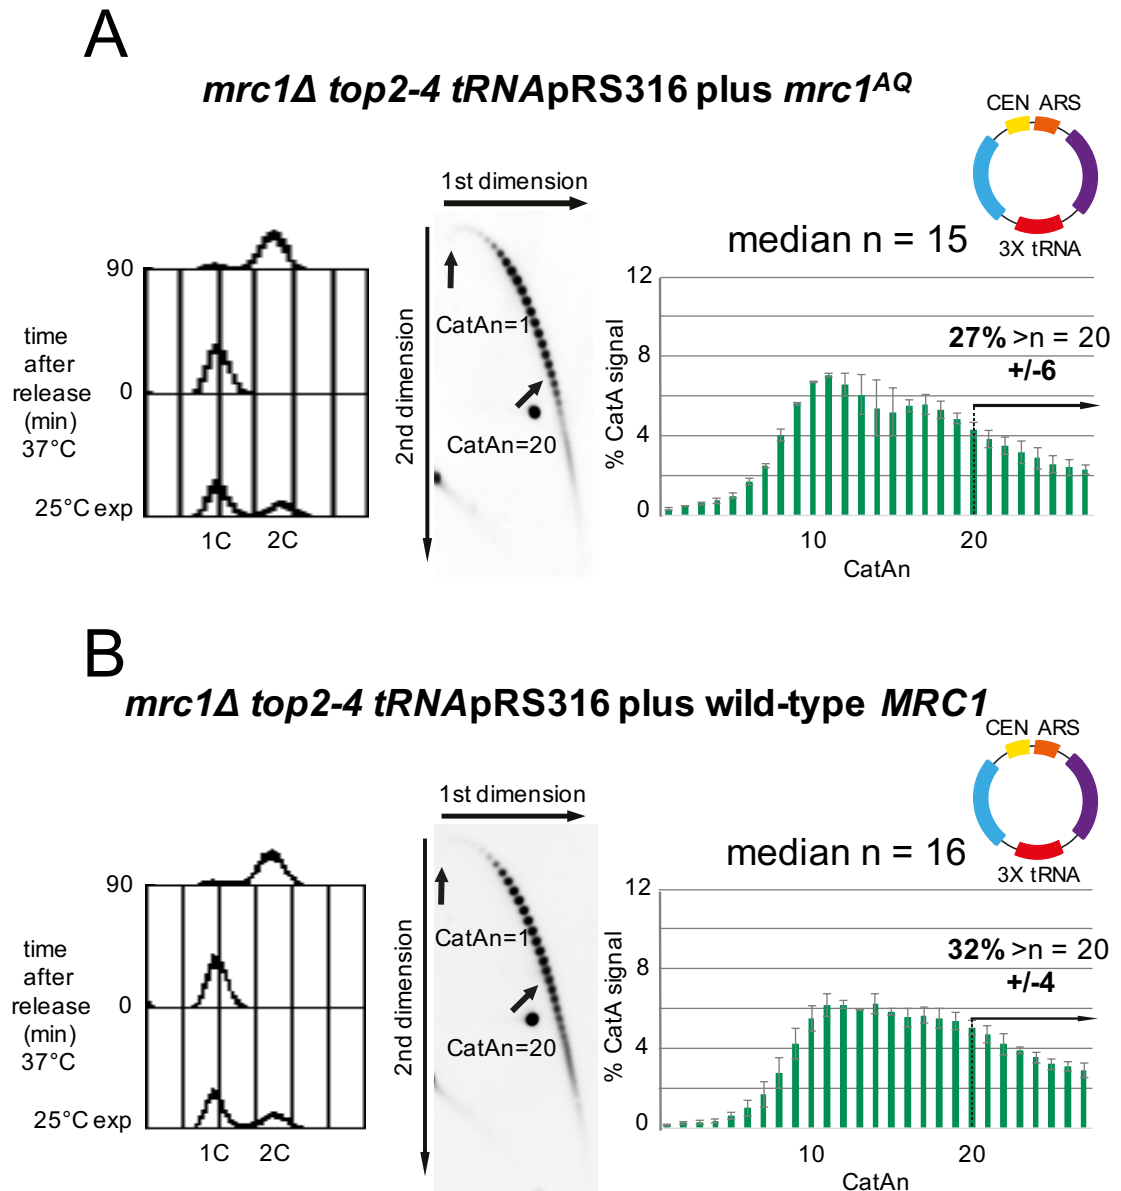 A
mrc1Δ top2-4 tRNApRS316 plus mrc1AQ
CEN ARS
3X tRNA
1st dimension
2nd dimension
CatAn=1
CatAn=20
90
time
after
release
(min)
37°C
0
25°C exp
1C 2C
median n = 15
% CatA signal
12
8
4
0
27% >n = 20
+/-6
10 20
CatAn
B
mrc1Δ top2-4 tRNApRS316 plus wild-type MRC1
CEN ARS
3X tRNA
1st dimension
2nd dimension
CatAn=1
CatAn=20
90
time
after
release
(min)
37°C
0
25°C exp
1C 2C
median n = 16
% CatA signal
12
8
4
0
32% >n = 20
+/-4
10 20
CatAn